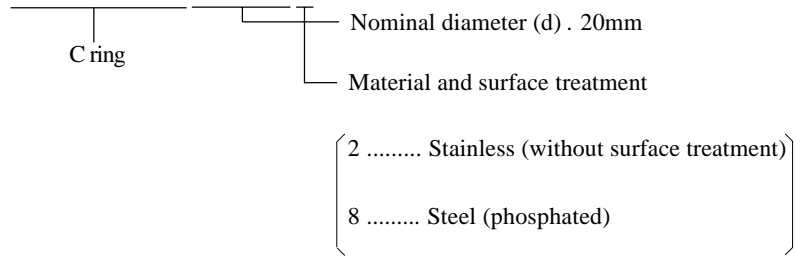 Nominal diameter (d) . 20mm
C ring
Material and surface treatment
2 ......... Stainless (without surface treatment)
8 ......... Steel (phosphated)